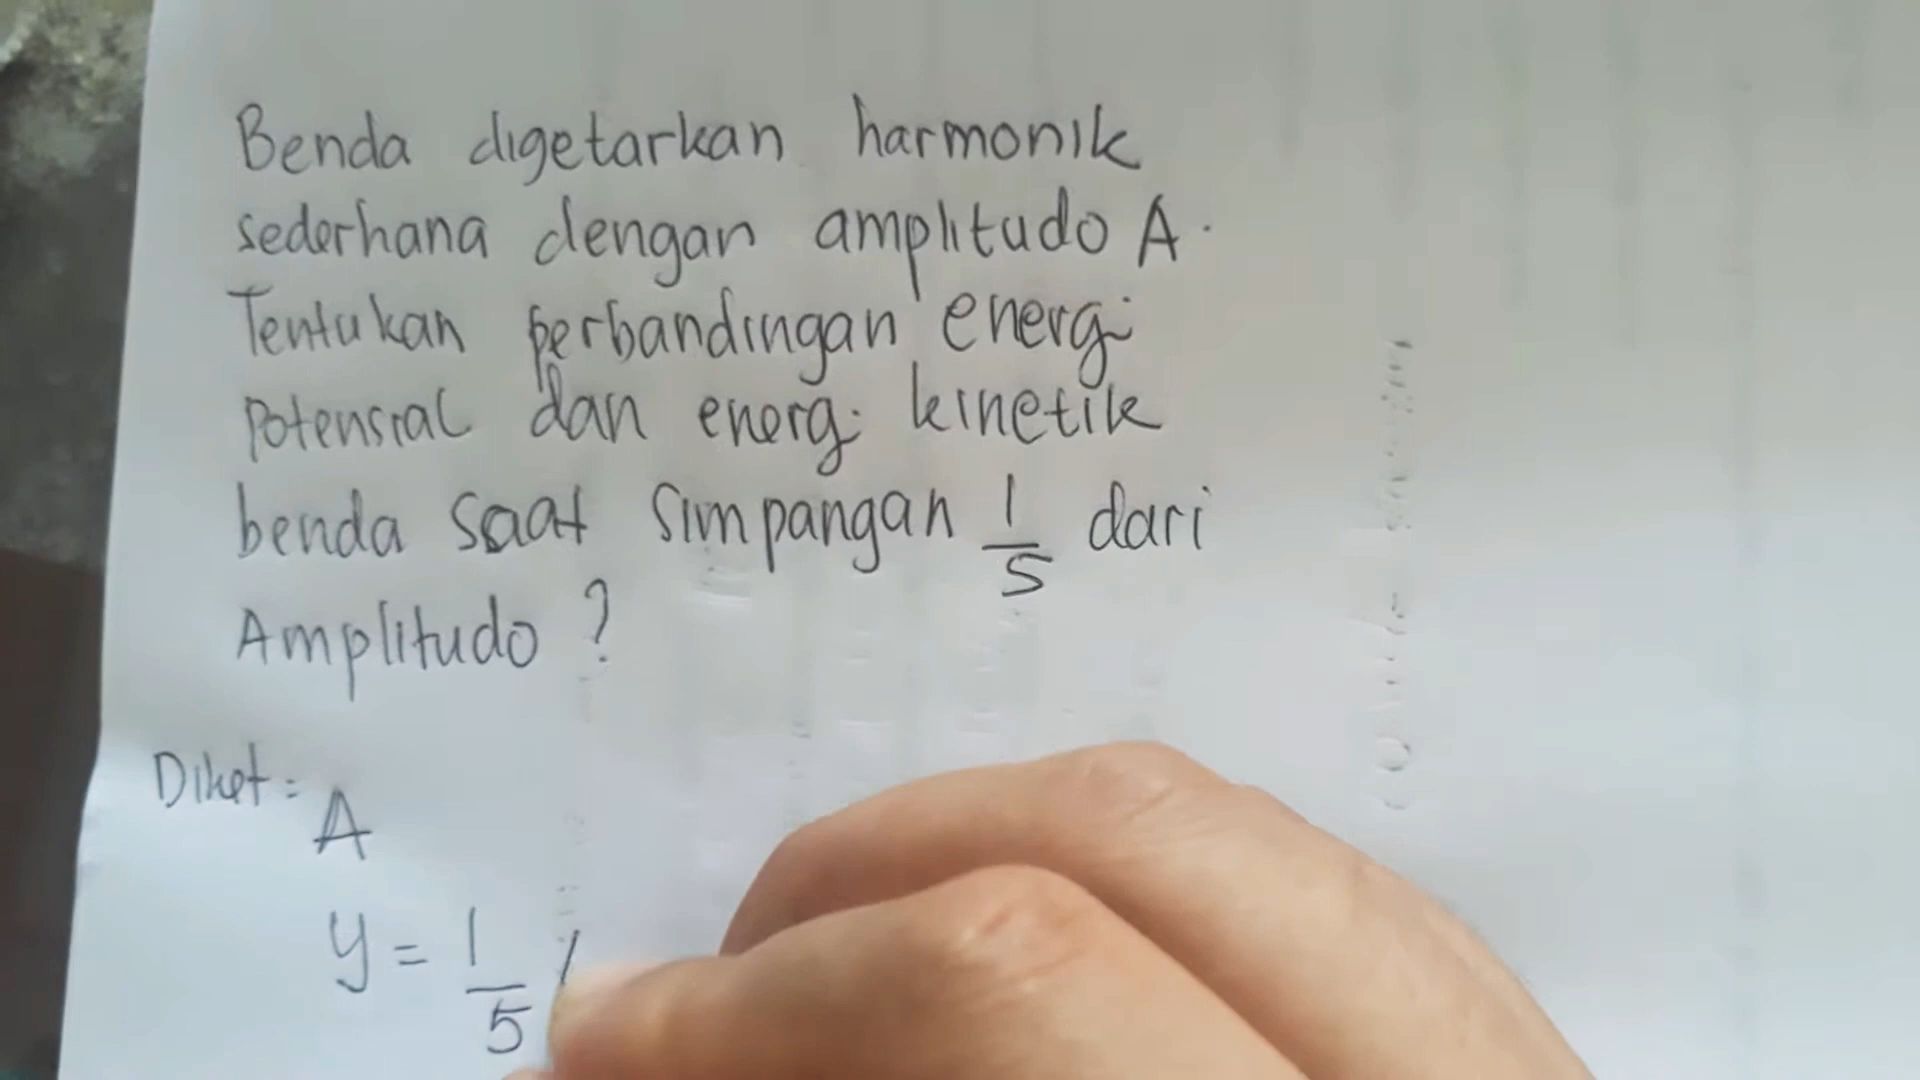 Benda digetarkan harmonik
sederhana dengan amplitudo A.
Tentukan perbandingan energi
potensial dan energi kinetik
benda saat simpangan 1/5 dari
Amplitudo ?
Diket :
A
y = 1/5